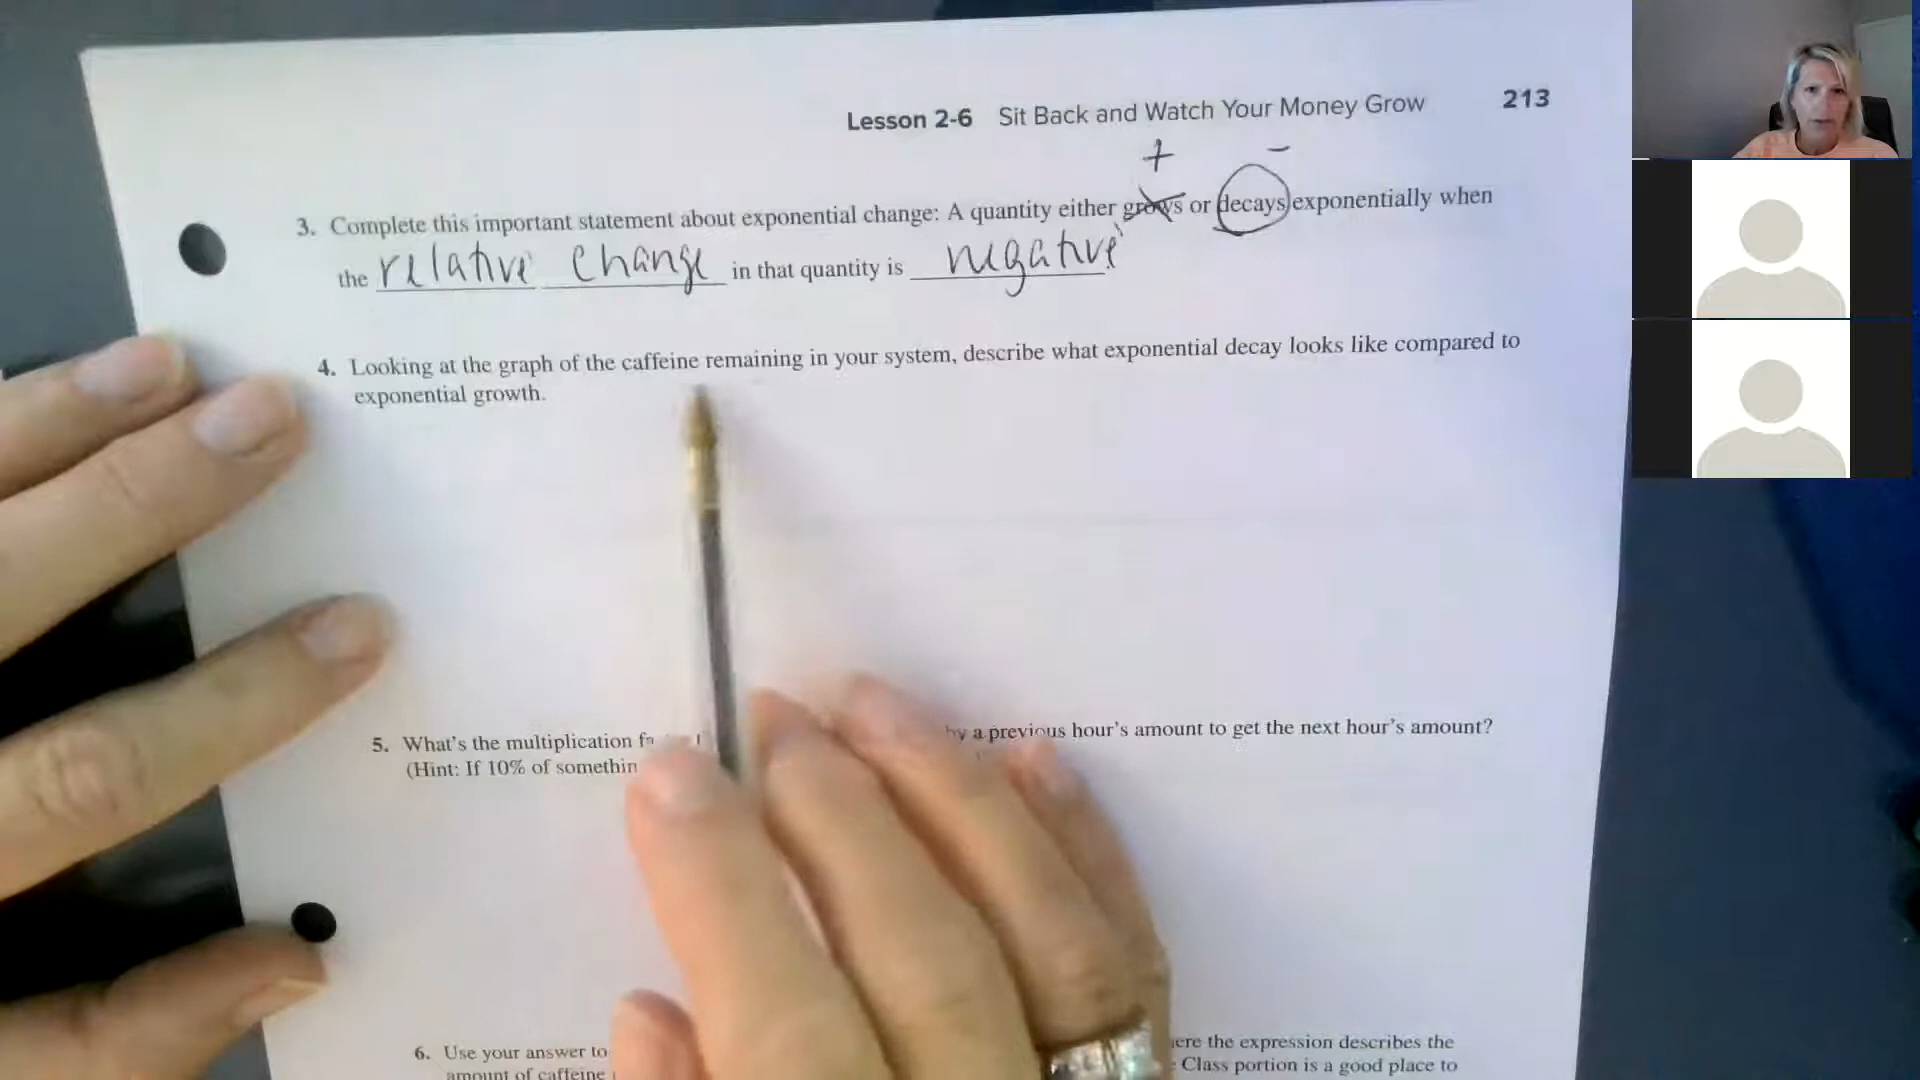 Lesson 2-6 Sit Back and Watch Your Money Grow 213
+ −
3. Complete this important statement about exponential change: A quantity either grows or decays exponentially when
the relative change in that quantity is negative.
4. Looking at the graph of the caffeine remaining in your system, describe what exponential decay looks like compared to
exponential growth.
5. What's the multiplication by a previous hour's amount to get the next hour's amount?
(Hint: If 10% of somethin
6. Use your answer to ere the expression describes the
amount of caffeine Class portion is a good place to